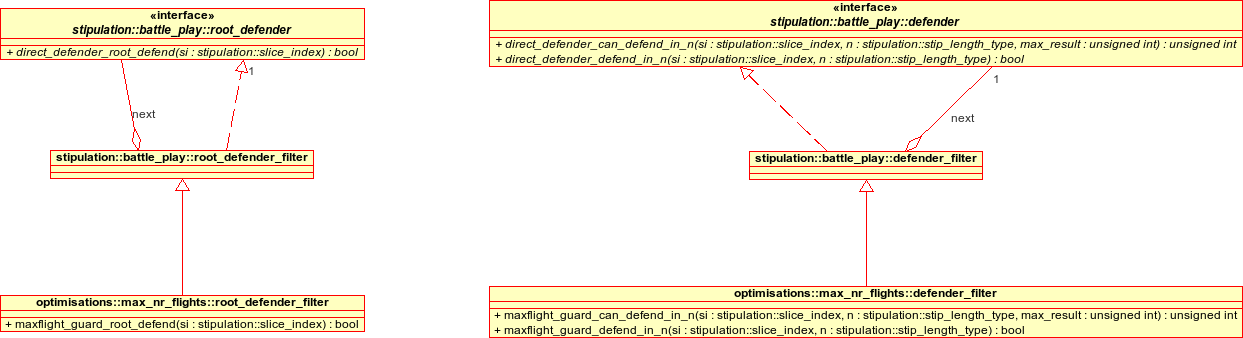 «interface»
stipulation::battle_play::root_defender
+ direct_defender_root_defend(si : stipulation::slice_index) : bool
1
next
stipulation::battle_play::root_defender_filter
optimisations::max_nr_flights::root_defender_filter
+ maxflight_guard_root_defend(si : stipulation::slice_index) : bool
«interface»
stipulation::battle_play::defender
+ direct_defender_can_defend_in_n(si : stipulation::slice_index, n : stipulation::stip_length_type, max_result : unsigned int) : unsigned int
+ direct_defender_defend_in_n(si : stipulation::slice_index, n : stipulation::stip_length_type) : bool
1
next
stipulation::battle_play::defender_filter
optimisations::max_nr_flights::defender_filter
+ maxflight_guard_can_defend_in_n(si : stipulation::slice_index, n : stipulation::stip_length_type, max_result : unsigned int) : unsigned int
+ maxflight_guard_defend_in_n(si : stipulation::slice_index, n : stipulation::stip_length_type) : bool